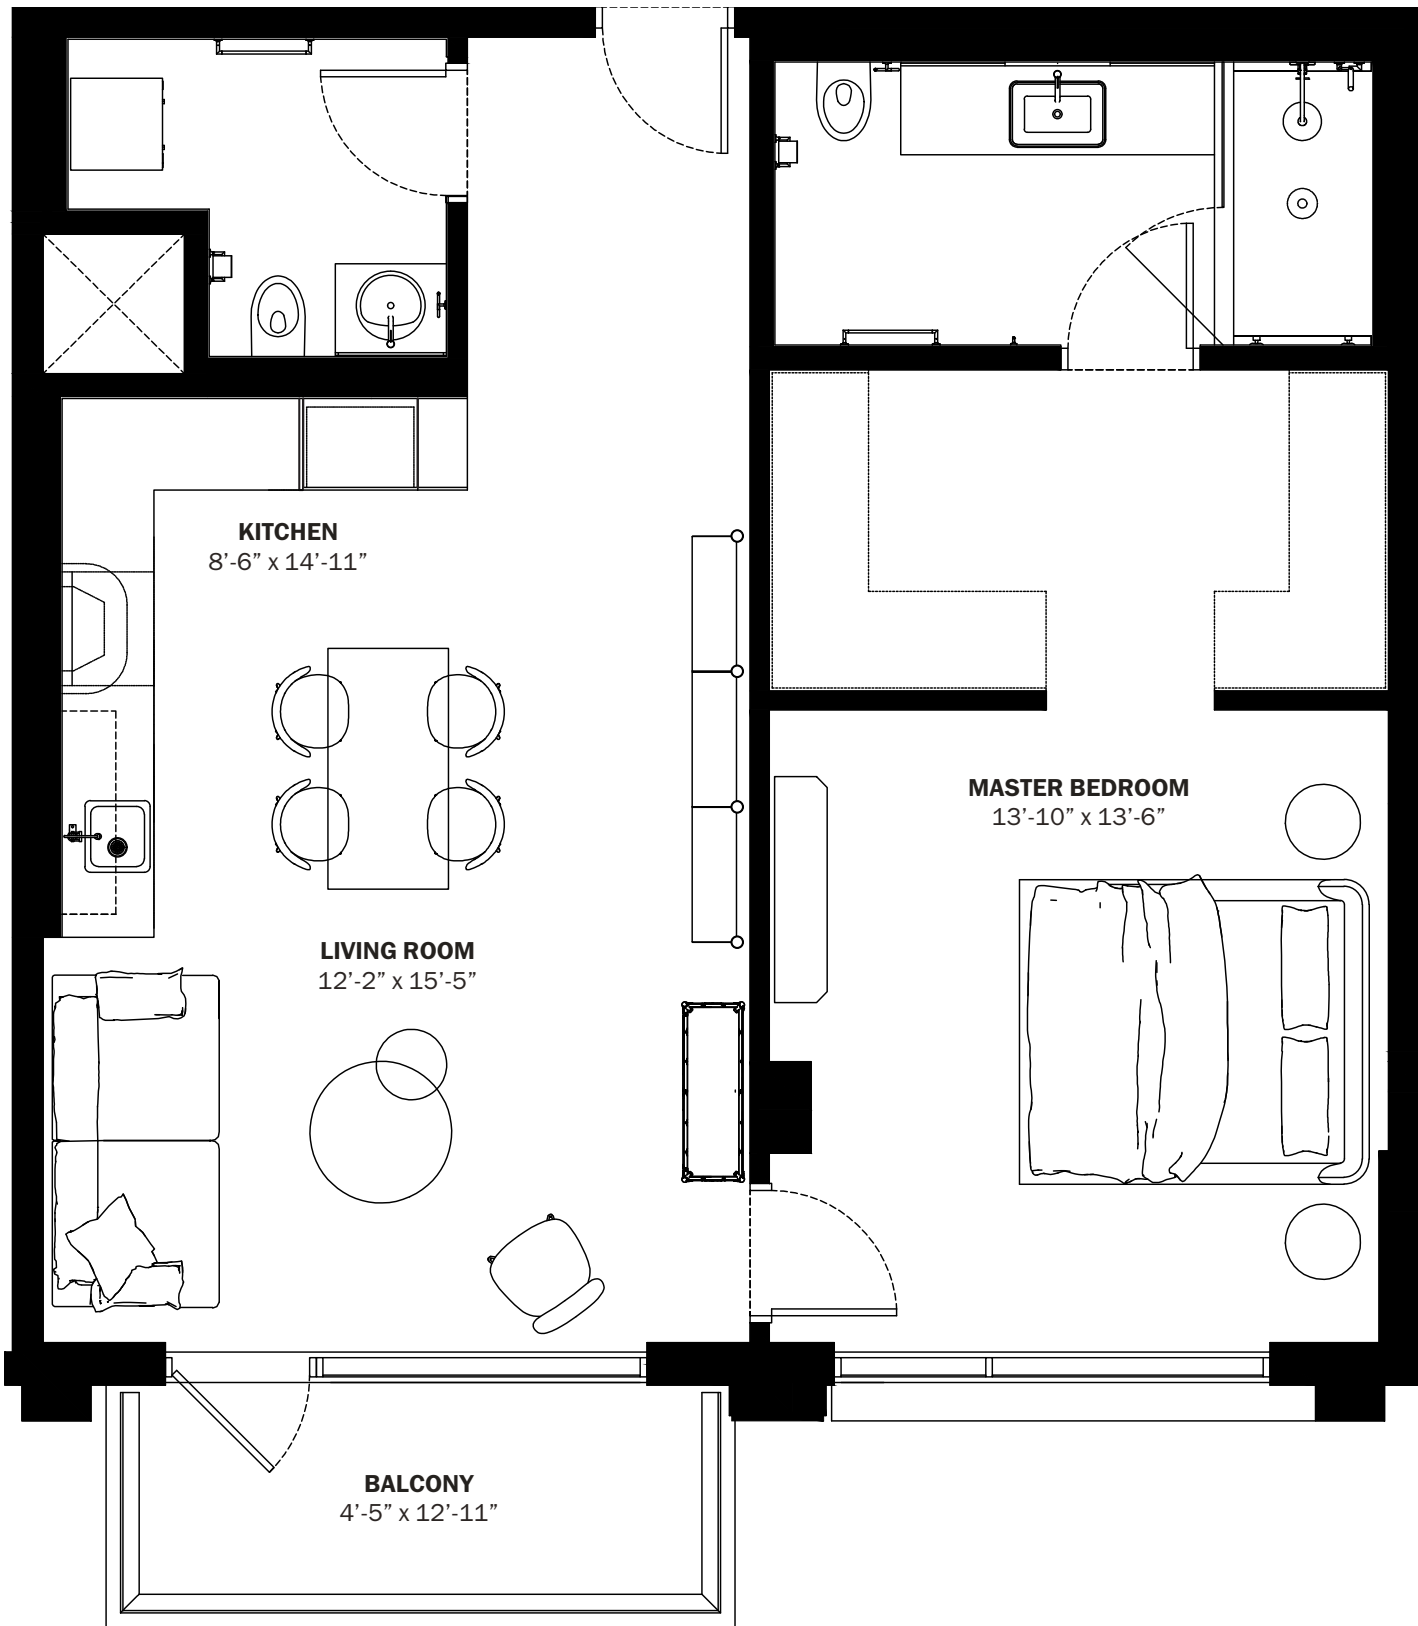 KITCHEN
8’-6” x 14’-11”
MASTER BEDROOM
13’-10” x 13’-6”
LIVING ROOM
12’-2” x 15’-5”
BALCONY
4’-5” x 12’-11”